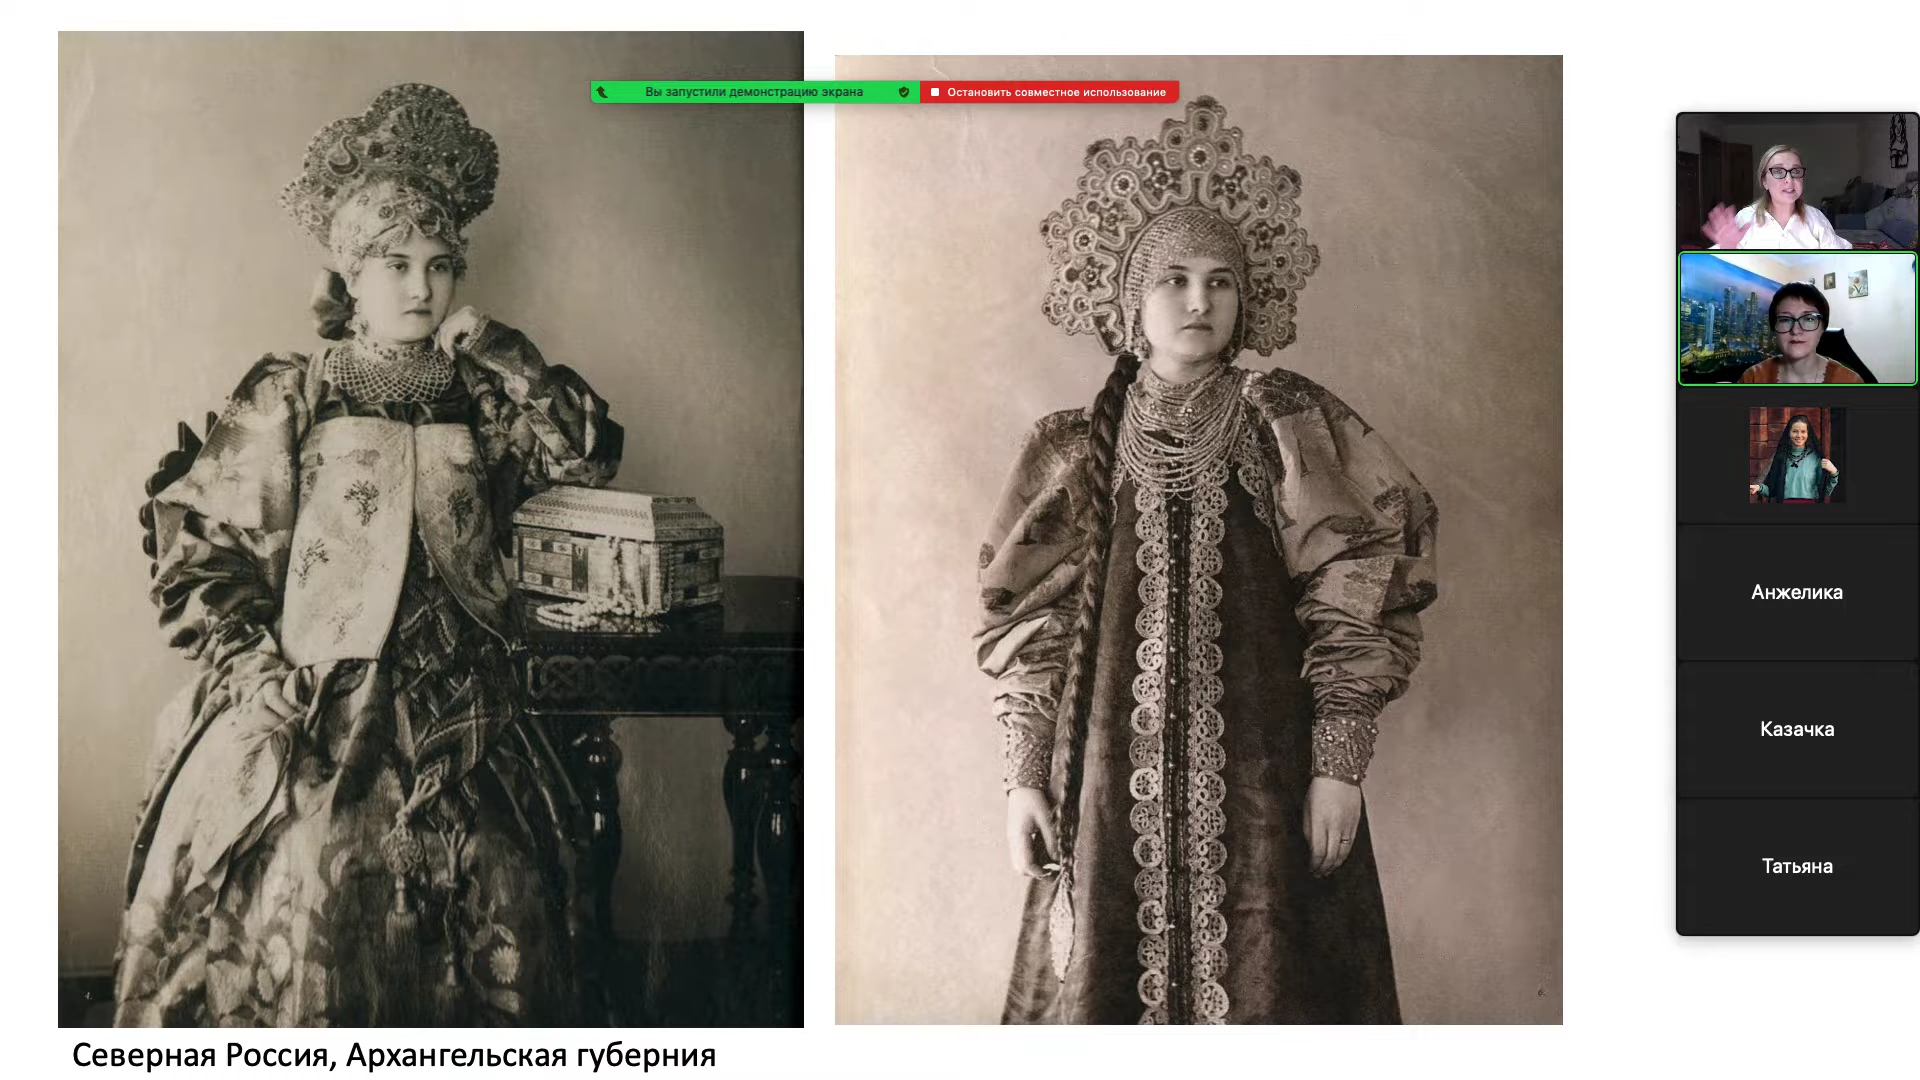 Вы запустили демонстрацию экрана
Остановить совместное использование
Анжелика
Казачка
Татьяна
Северная Россия, Архангельская губерния